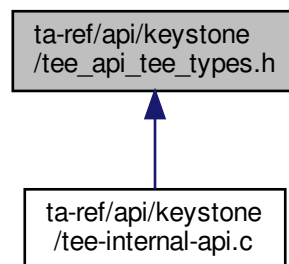 ta-ref/api/keystone
/tee_api_tee_types.h
ta-ref/api/keystone
/tee-internal-api.c